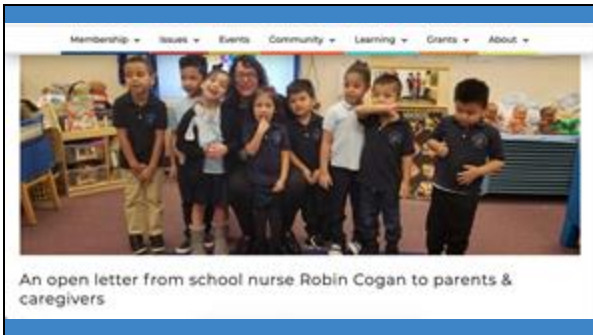 Membership Issues Events Community Learning Grants About
An open letter from school nurse Robin Cogan to parents &
caregivers